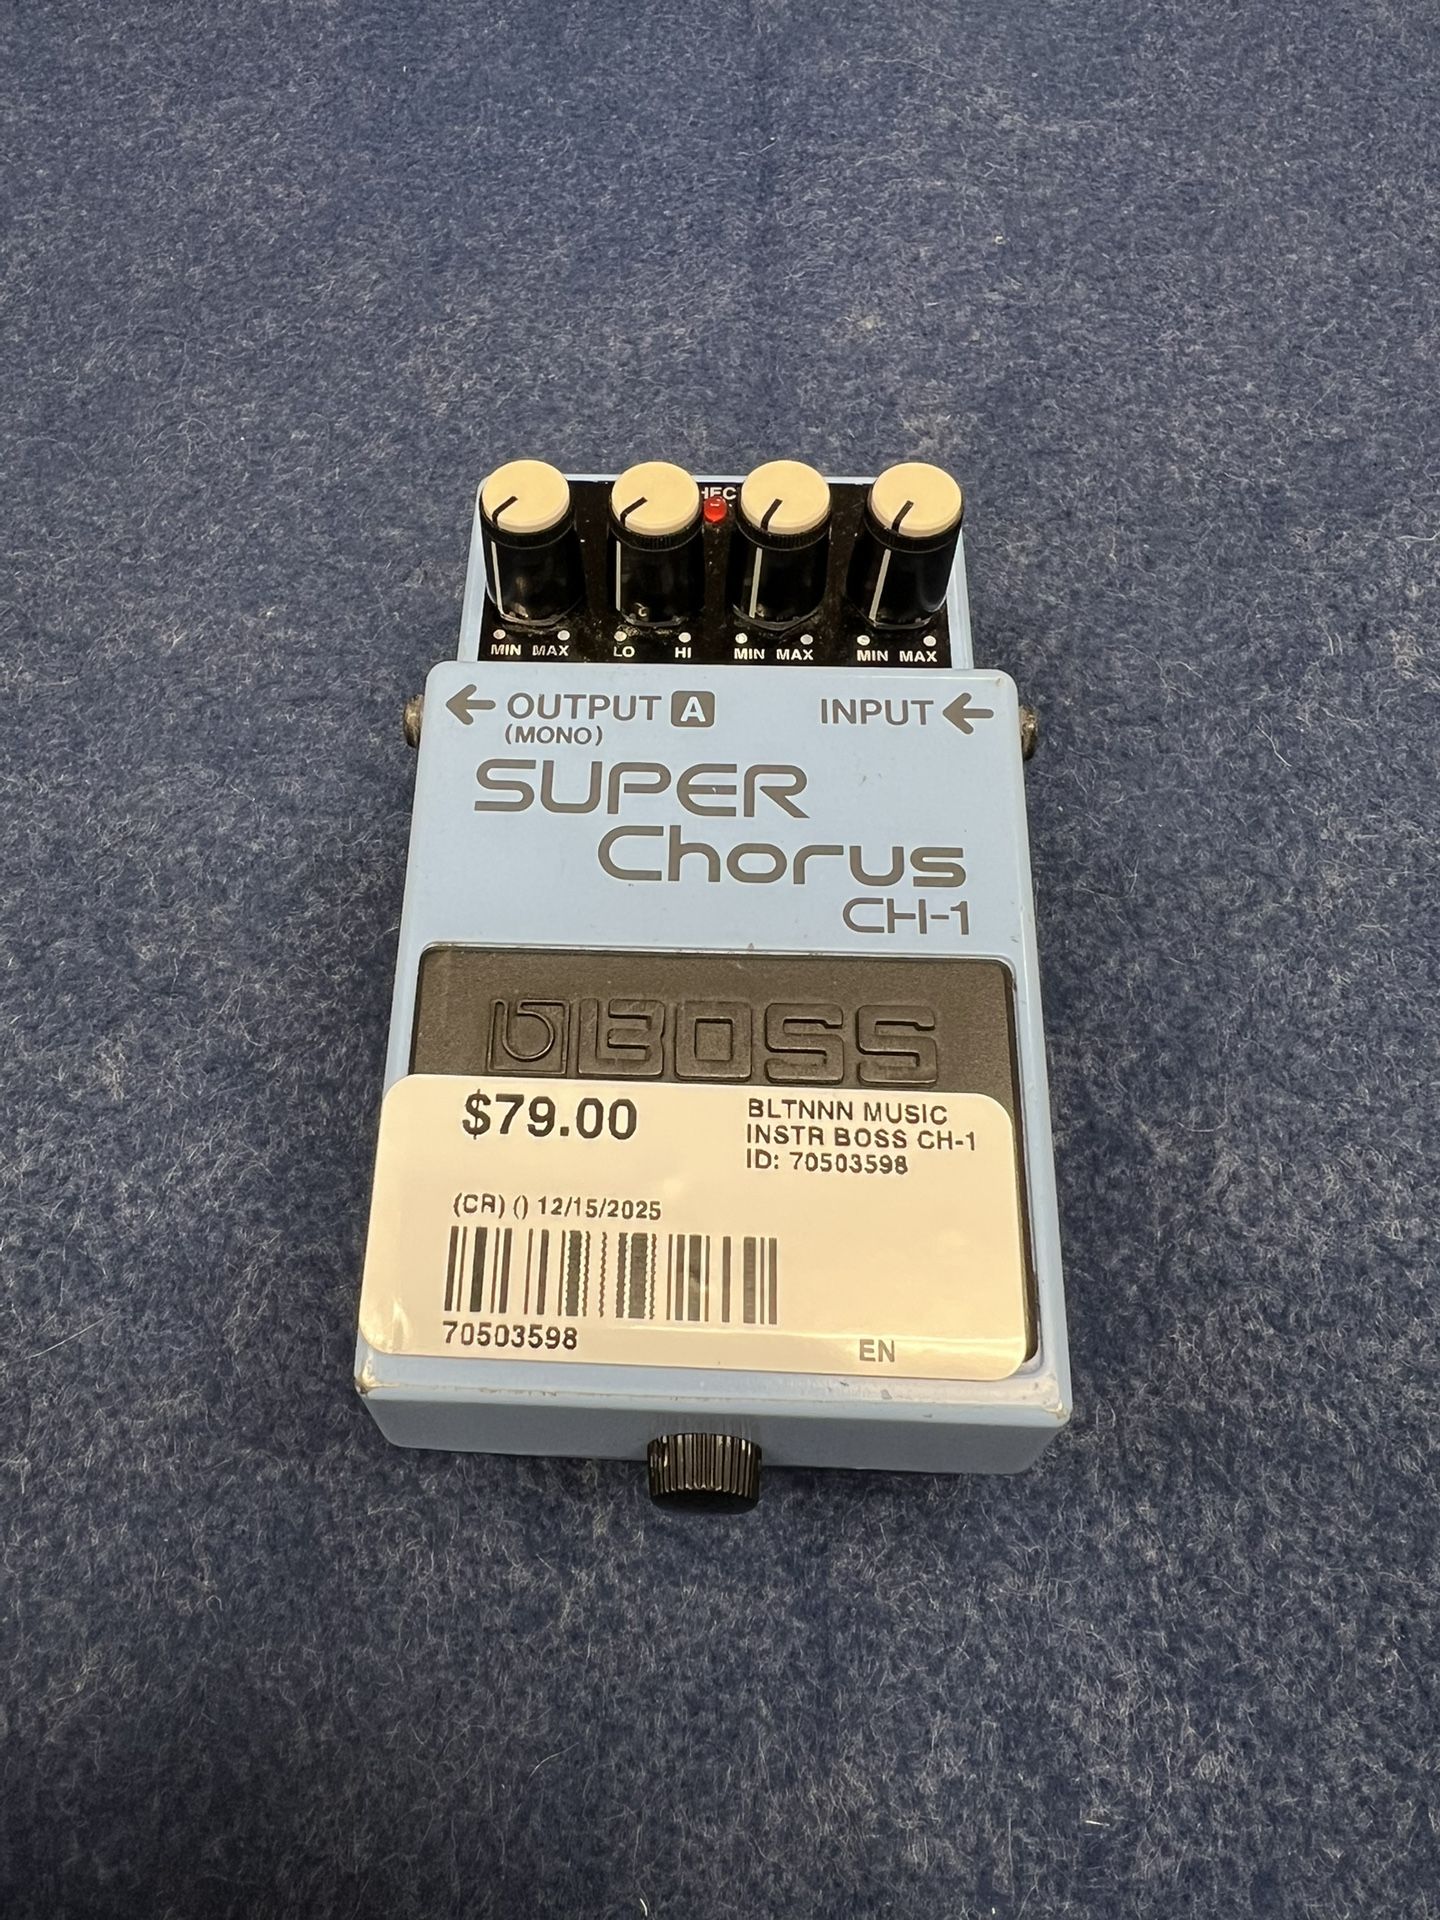 MIN MAX LO HI MIN MAX MIN MAX
OUTPUT A INPUT
(MONO)
SUPER
Chorus
CH-1
BOSS
$79.00
BLTNNN MUSIC
INSTR BOSS CH-1
ID: 70503598
(CR) () 12/15/2025
70503598
EN